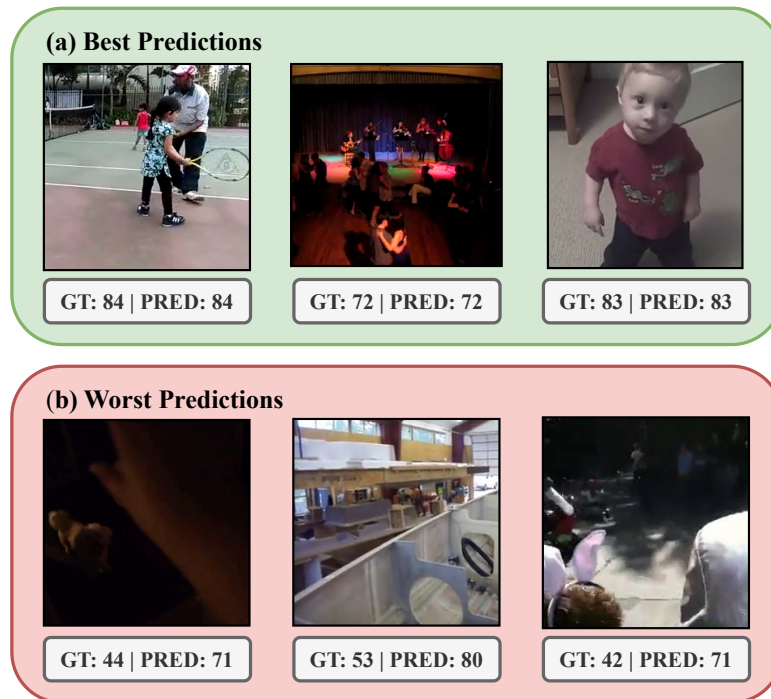 (a) Best Predictions
GT: 84 | PRED: 84
GT: 72 | PRED: 72
GT: 83 | PRED: 83
(b) Worst Predictions
GT: 44 | PRED: 71
GT: 53 | PRED: 80
GT: 42 | PRED: 71